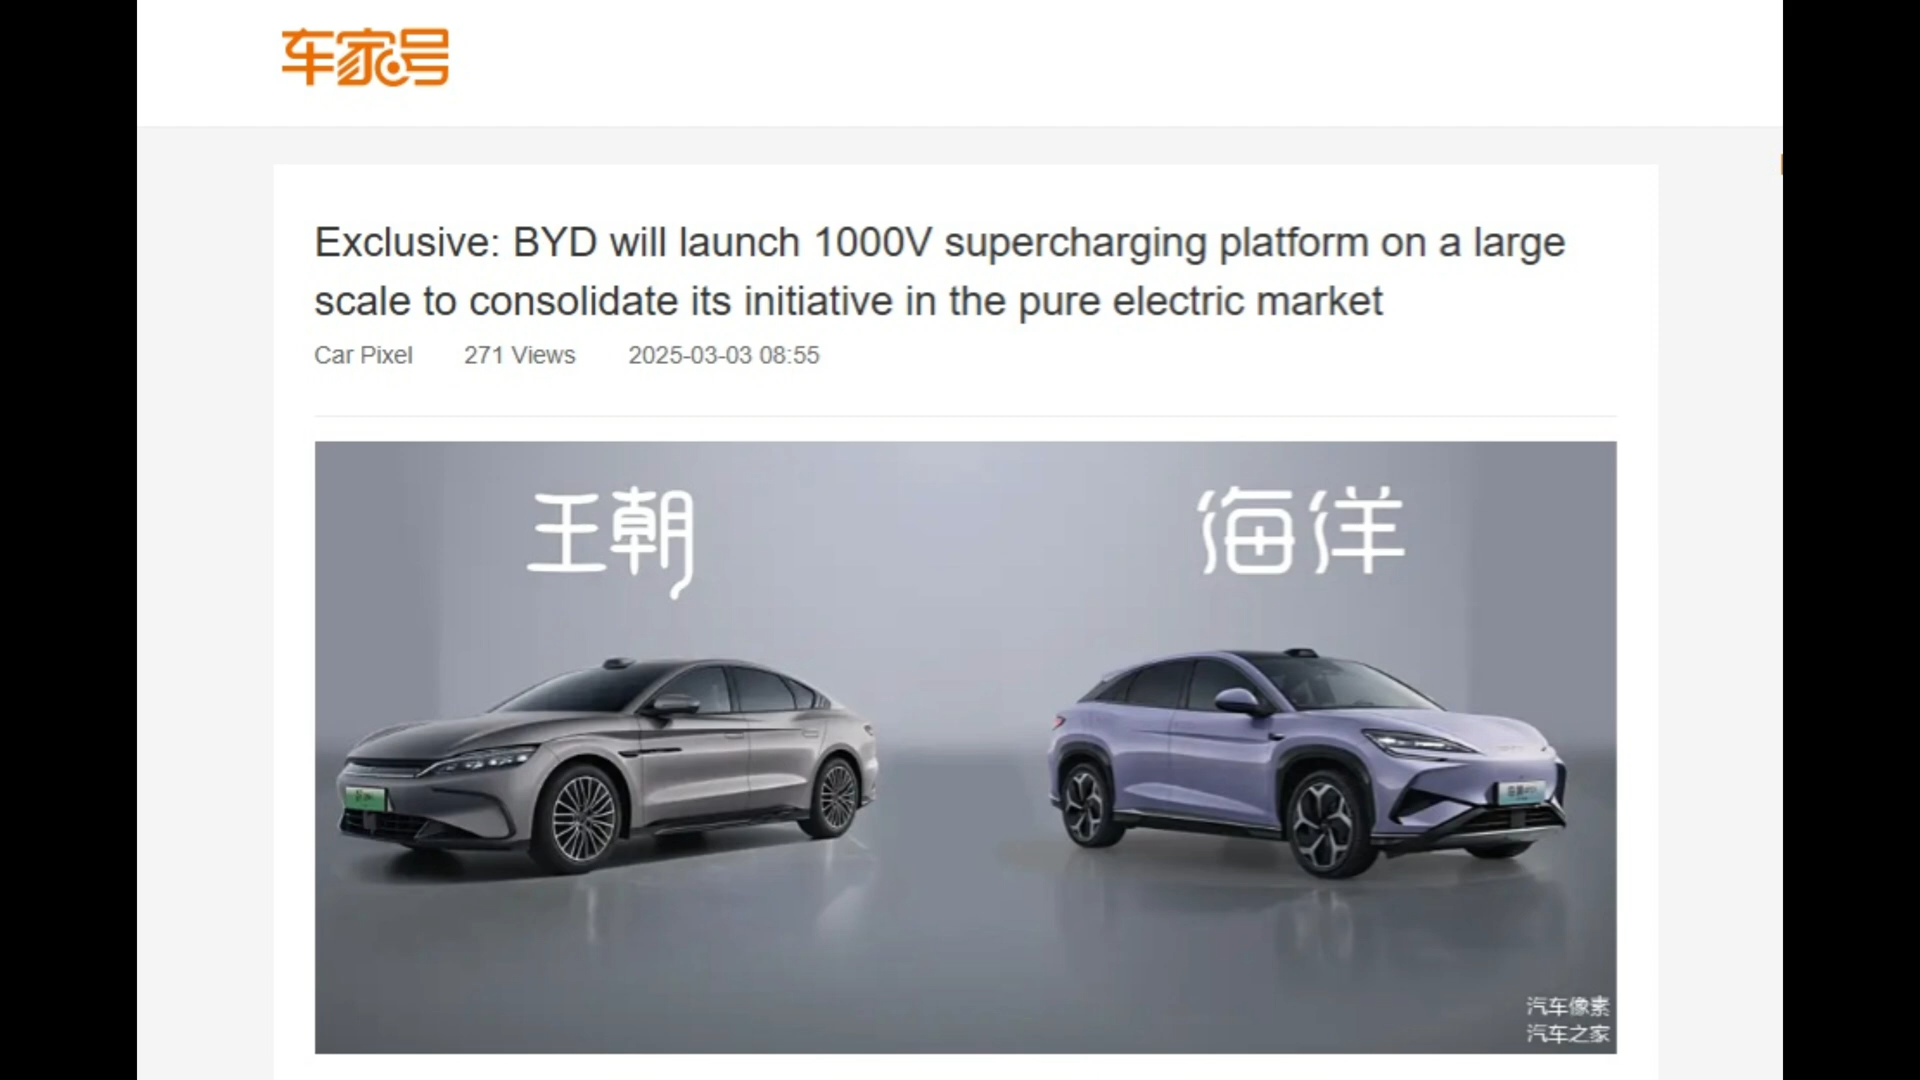 车家号
Exclusive: BYD will launch 1000V supercharging platform on a large
scale to consolidate its initiative in the pure electric market
Car Pixel 271 Views 2025-03-03 08:55
王朝 海洋
汽车像素
汽车之家